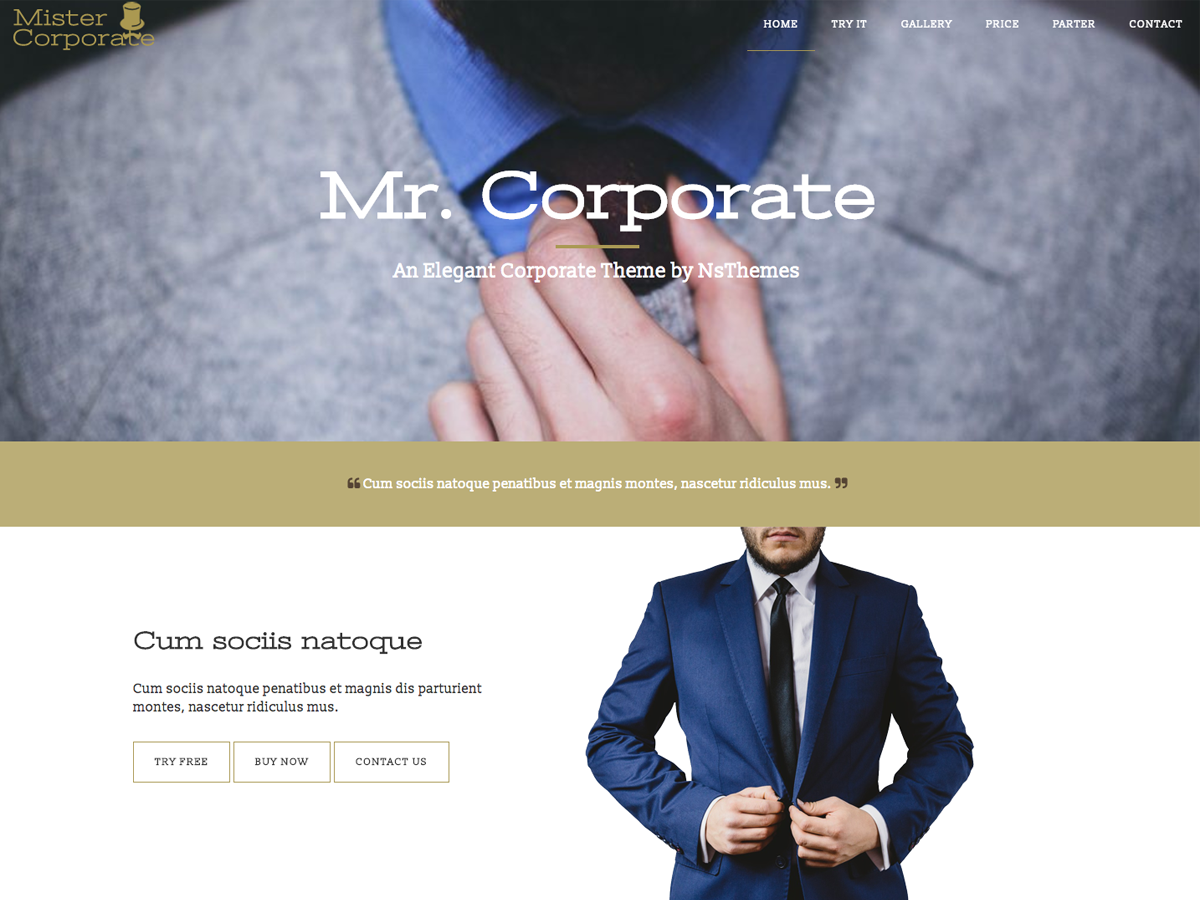 Mister
Corporate
HOME TRY IT GALLERY PRICE PARTER CONTACT
Mr. Corporate
An Elegant Corporate Theme by NsThemes
❝ Cum sociis natoque penatibus et magnis montes, nascetur ridiculus mus. ❞
Cum sociis natoque
Cum sociis natoque penatibus et magnis dis parturient
montes, nascetur ridiculus mus.
TRY FREE BUY NOW CONTACT US